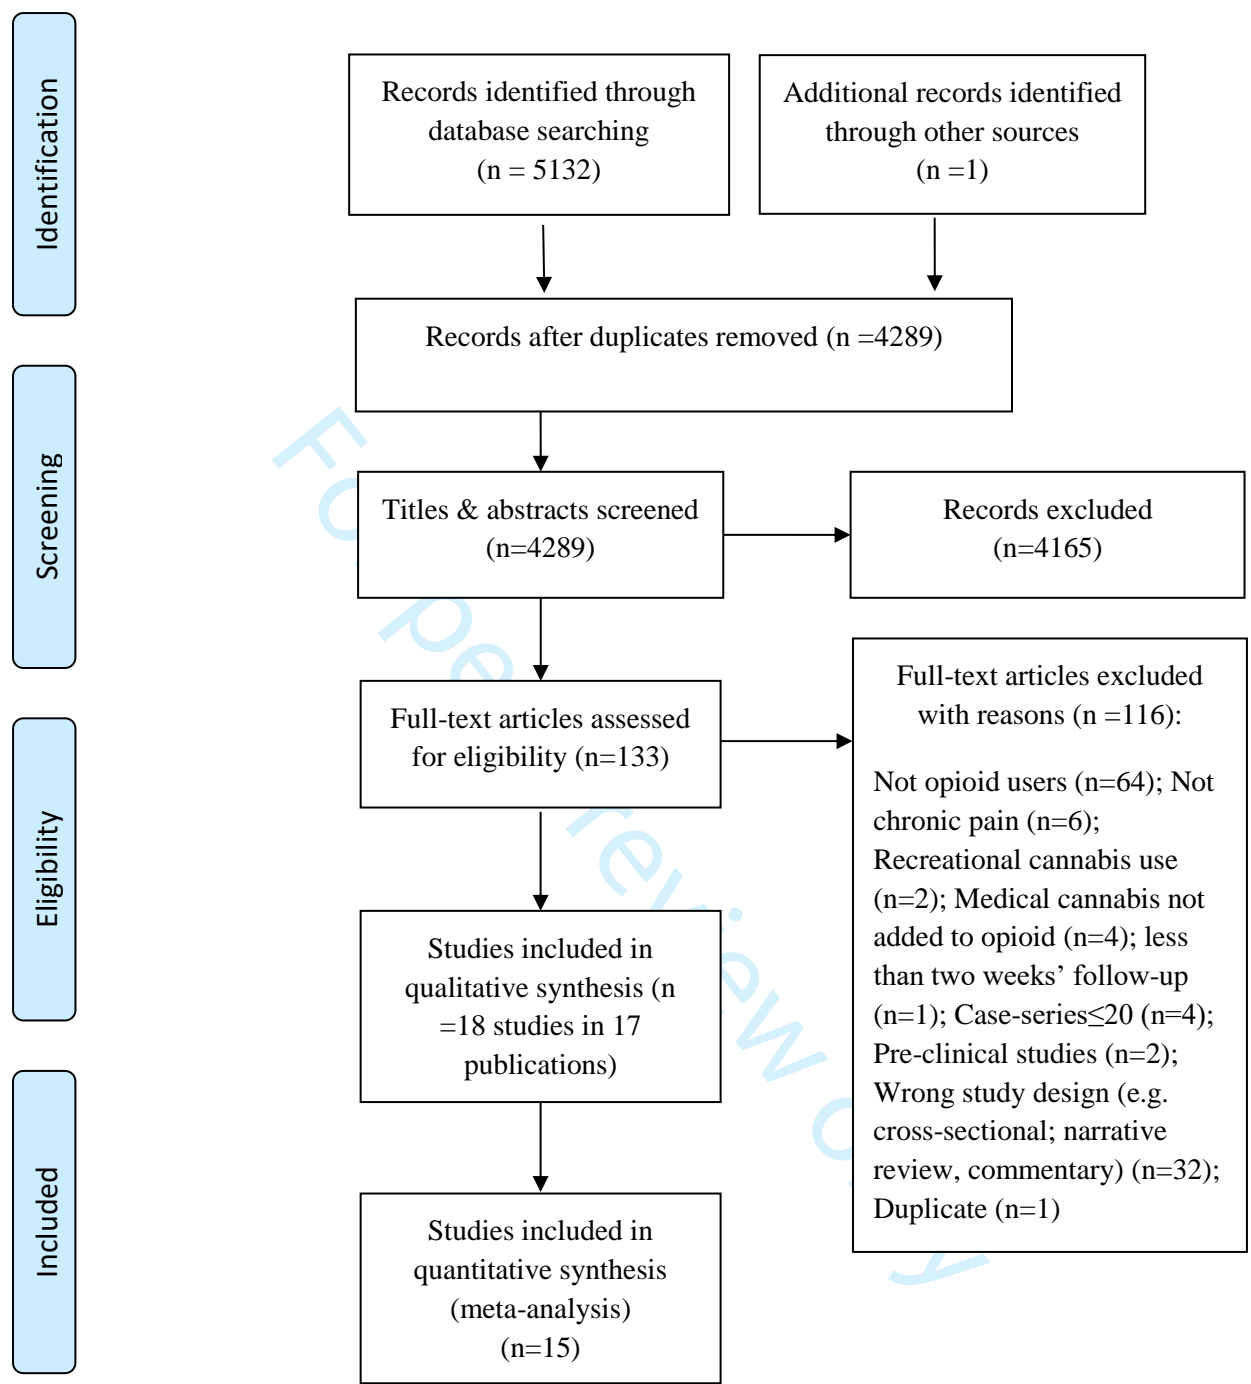 Identification
Records identified through
database searching
(n = 5132)
Additional records identified
through other sources
(n =1)
Records after duplicates removed (n =4289)
Screening
Titles & abstracts screened
(n=4289)
Records excluded
(n=4165)
Eligibility
Full-text articles assessed
for eligibility (n=133)
Full-text articles excluded
with reasons (n =116):
Not opioid users (n=64); Not
chronic pain (n=6);
Recreational cannabis use
(n=2); Medical cannabis not
added to opioid (n=4); less
than two weeks’ follow-up
(n=1); Case-series≤20 (n=4);
Pre-clinical studies (n=2);
Wrong study design (e.g.
cross-sectional; narrative
review, commentary) (n=32);
Duplicate (n=1)
Studies included in
qualitative synthesis (n
=18 studies in 17
publications)
Included
Studies included in
quantitative synthesis
(meta-analysis)
(n=15)
For peer review only